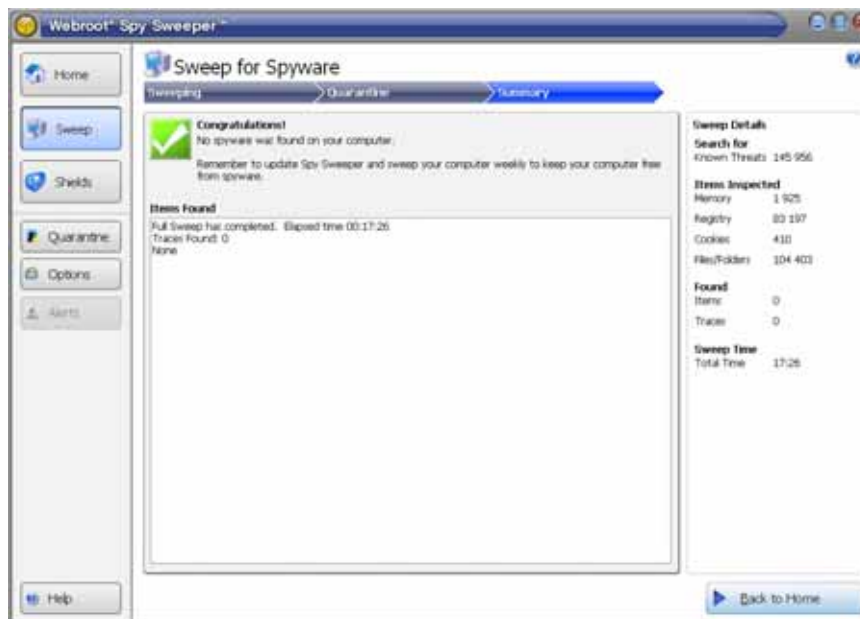 Webroot® Spy Sweeper™
Home
Sweep
Shields
Quarantine
Options
Alerts
Help
Sweep for Spyware
Sweeping
Quarantine
Summary
Congratulations!
No spyware was found on your computer.
Remember to update Spy Sweeper and sweep your computer weekly to keep your computer free
from spyware.
Items Found
Full Sweep has completed. Elapsed time 00:17:26
Traces Found: 0
None
Sweep Details
Search for
Known Threats 145 956
Items Inspected
Memory 1 925
Registry 83 197
Cookies 410
Files/Folders 104 403
Found
Items 0
Traces 0
Sweep Time
Total Time 17:26
Back to Home